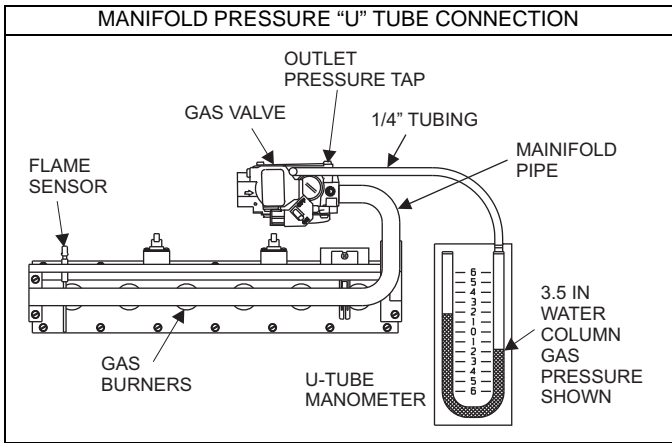 MANIFOLD PRESSURE “U” TUBE CONNECTION
OUTLET
PRESSURE TAP
GAS VALVE
1/4” TUBING
FLAME
SENSOR
MAINIFOLD
PIPE
6
5
4
3
2
1
0
1
2
3
4
5
6
3.5 IN
WATER
COLUMN
GAS
PRESSURE
SHOWN
GAS
BURNERS
U-TUBE
MANOMETER